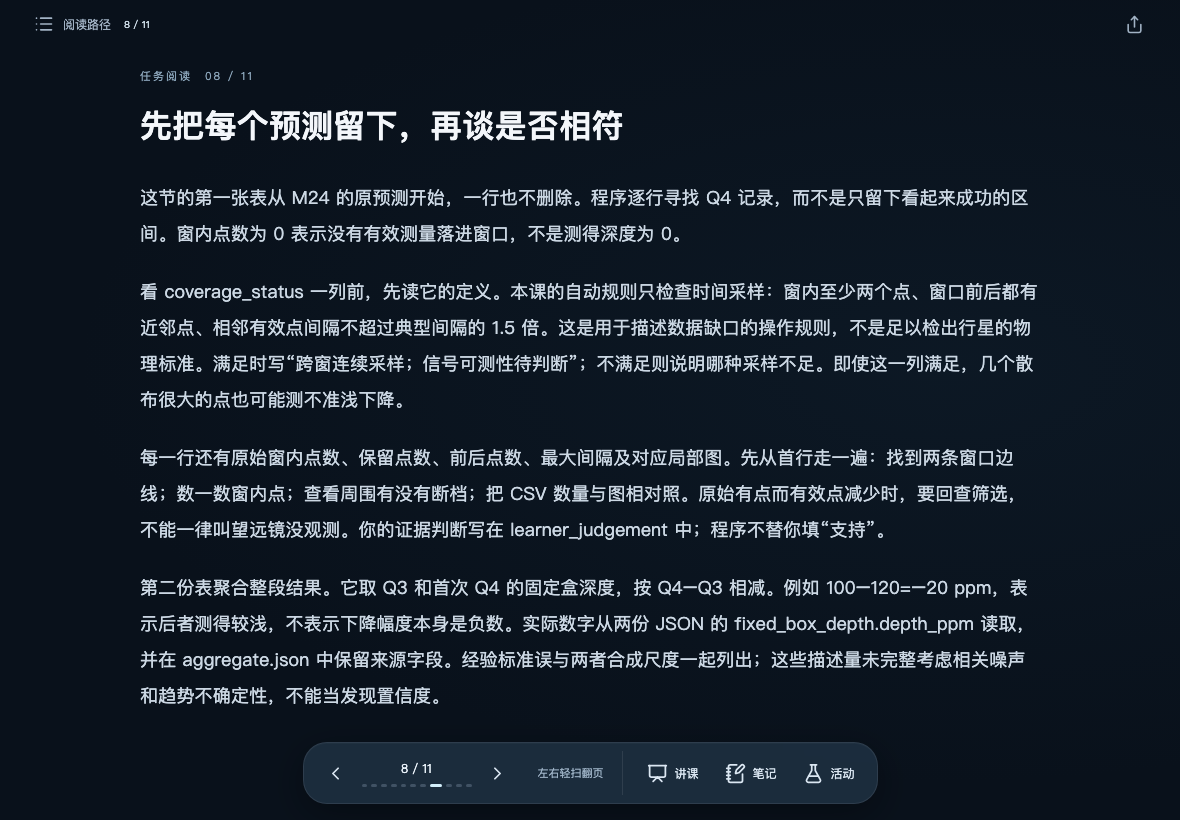 阅读路径 8 / 11
任务阅读 08 / 11
先把每个预测留下，再谈是否相符
这节的第一张表从 M24 的原预测开始，一行也不删除。程序逐行寻找 Q4 记录，而不是只留下看起来成功的区
间。窗内点数为 0 表示没有有效测量落进窗口，不是测得深度为 0。
看 coverage_status 一列前，先读它的定义。本课的自动规则只检查时间采样：窗内至少两个点、窗口前后都有
近邻点、相邻有效点间隔不超过典型间隔的 1.5 倍。这是用于描述数据缺口的操作规则，不是足以检出行星的物
理标准。满足时写“跨窗连续采样；信号可测性待判断”；不满足则说明哪种采样不足。即使这一列满足，几个散
布很大的点也可能测不准浅下降。
每一行还有原始窗内点数、保留点数、前后点数、最大间隔及对应局部图。先从首行走一遍：找到两条窗口边
线；数一数窗内点；查看周围有没有断档；把 CSV 数量与图相对照。原始有点而有效点减少时，要回查筛选，
不能一律叫望远镜没观测。你的证据判断写在 learner_judgement 中；程序不替你填“支持”。
第二份表聚合整段结果。它取 Q3 和首次 Q4 的固定盒深度，按 Q4−Q3 相减。例如 100−120=−20 ppm，表
示后者测得较浅，不表示下降幅度本身是负数。实际数字从两份 JSON 的 fixed_box_depth.depth_ppm 读取，
并在 aggregate.json 中保留来源字段。经验标准误与两者合成尺度一起列出；这些描述量未完整考虑相关噪声
和趋势不确定性，不能当发现置信度。
8 / 11
左右轻扫翻页
讲课
笔记
活动